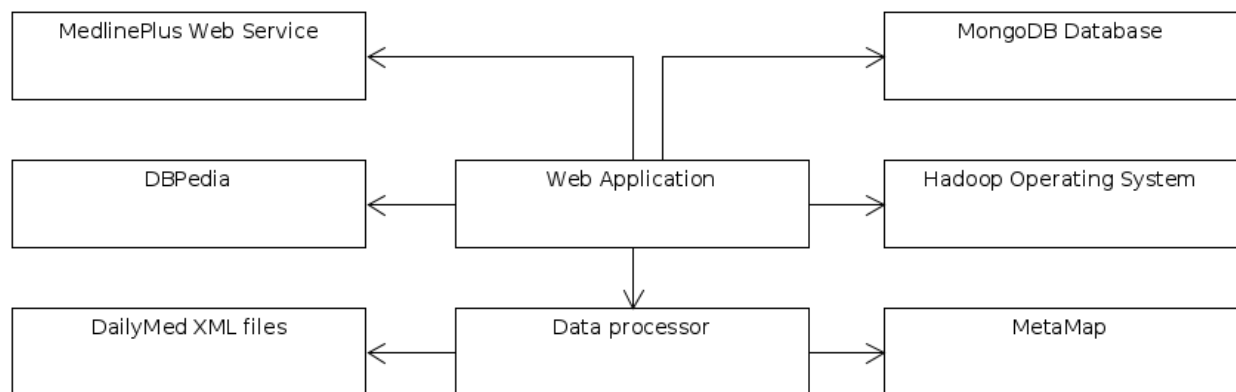 MedlinePlus Web Service
MongoDB Database
DBPedia
Web Application
Hadoop Operating System
DailyMed XML files
Data processor
MetaMap